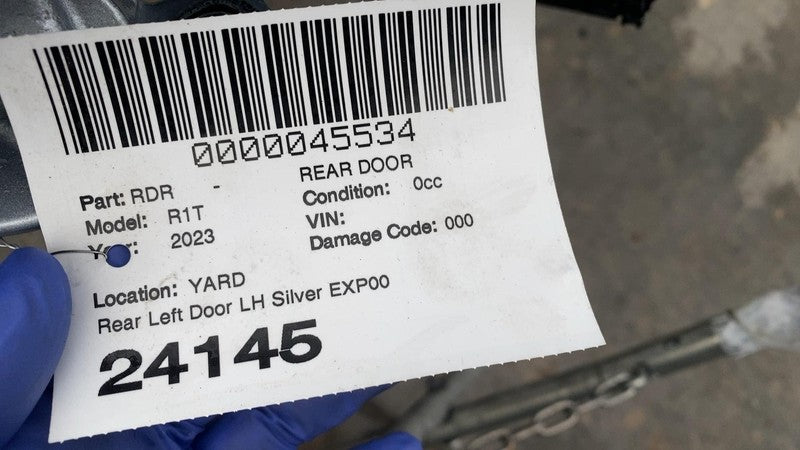 0000045534
REAR DOOR
Part: RDR -
Condition: 0cc
Model: R1T
VIN:
Year: 2023
Damage Code: 000
Location: YARD
Rear Left Door LH Silver EXP00
24145